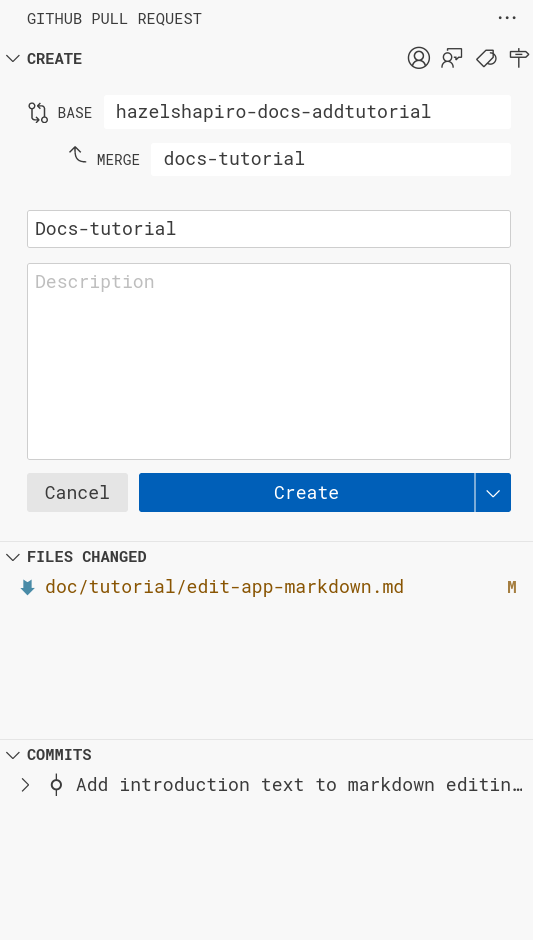 GITHUB PULL REQUEST
CREATE
BASE hazelshapiro-docs-addtutorial
MERGE docs-tutorial
Docs-tutorial
Description
Cancel Create
FILES CHANGED
doc/tutorial/edit-app-markdown.md M
COMMITS
Add introduction text to markdown editin…